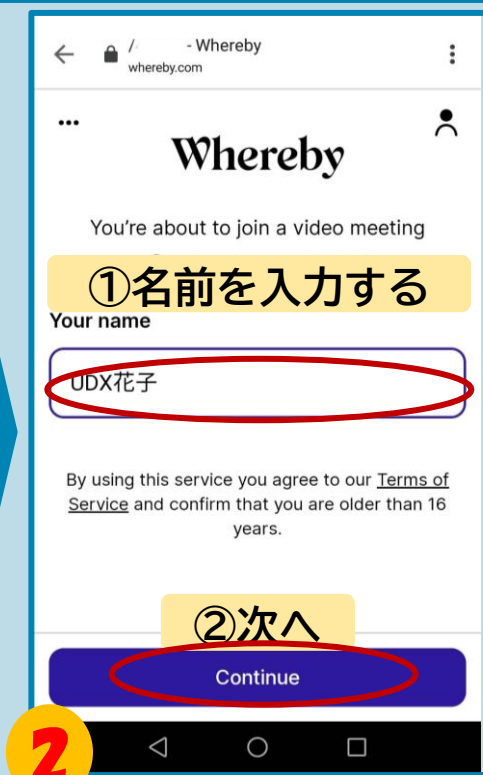 - Whereby
whereby.com
Whereby
You're about to join a video meeting
①名前を入力する
Your name
UDX花子
By using this service you agree to our Terms of
Service and confirm that you are older than 16
years.
②次へ
Continue
2